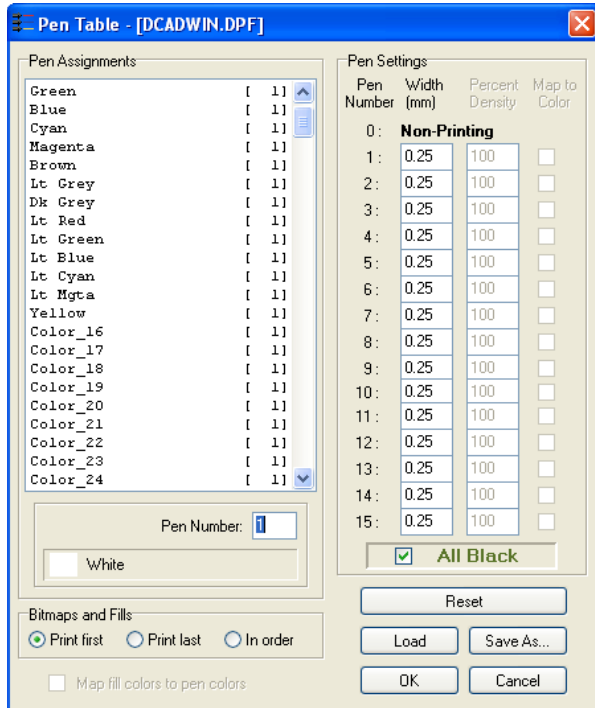 Pen Table - [DCADWIN.DPF]
Pen Assignments
Green [ 1]
Blue [ 1]
Cyan [ 1]
Magenta [ 1]
Brown [ 1]
Lt Grey [ 1]
Dk Grey [ 1]
Lt Red [ 1]
Lt Green [ 1]
Lt Blue [ 1]
Lt Cyan [ 1]
Lt Mgta [ 1]
Yellow [ 1]
Color_16 [ 1]
Color_17 [ 1]
Color_18 [ 1]
Color_19 [ 1]
Color_20 [ 1]
Color_21 [ 1]
Color_22 [ 1]
Color_23 [ 1]
Color_24 [ 1]
Pen Number: 1
White
Bitmaps and Fills
Print first Print last In order
Map fill colors to pen colors
Pen Settings
Pen Width Percent Map to
Number (mm) Density Color
0: Non-Printing
1: 0.25 100
2: 0.25 100
3: 0.25 100
4: 0.25 100
5: 0.25 100
6: 0.25 100
7: 0.25 100
8: 0.25 100
9: 0.25 100
10: 0.25 100
11: 0.25 100
12: 0.25 100
13: 0.25 100
14: 0.25 100
15: 0.25 100
All Black
Reset
Load Save As...
OK Cancel